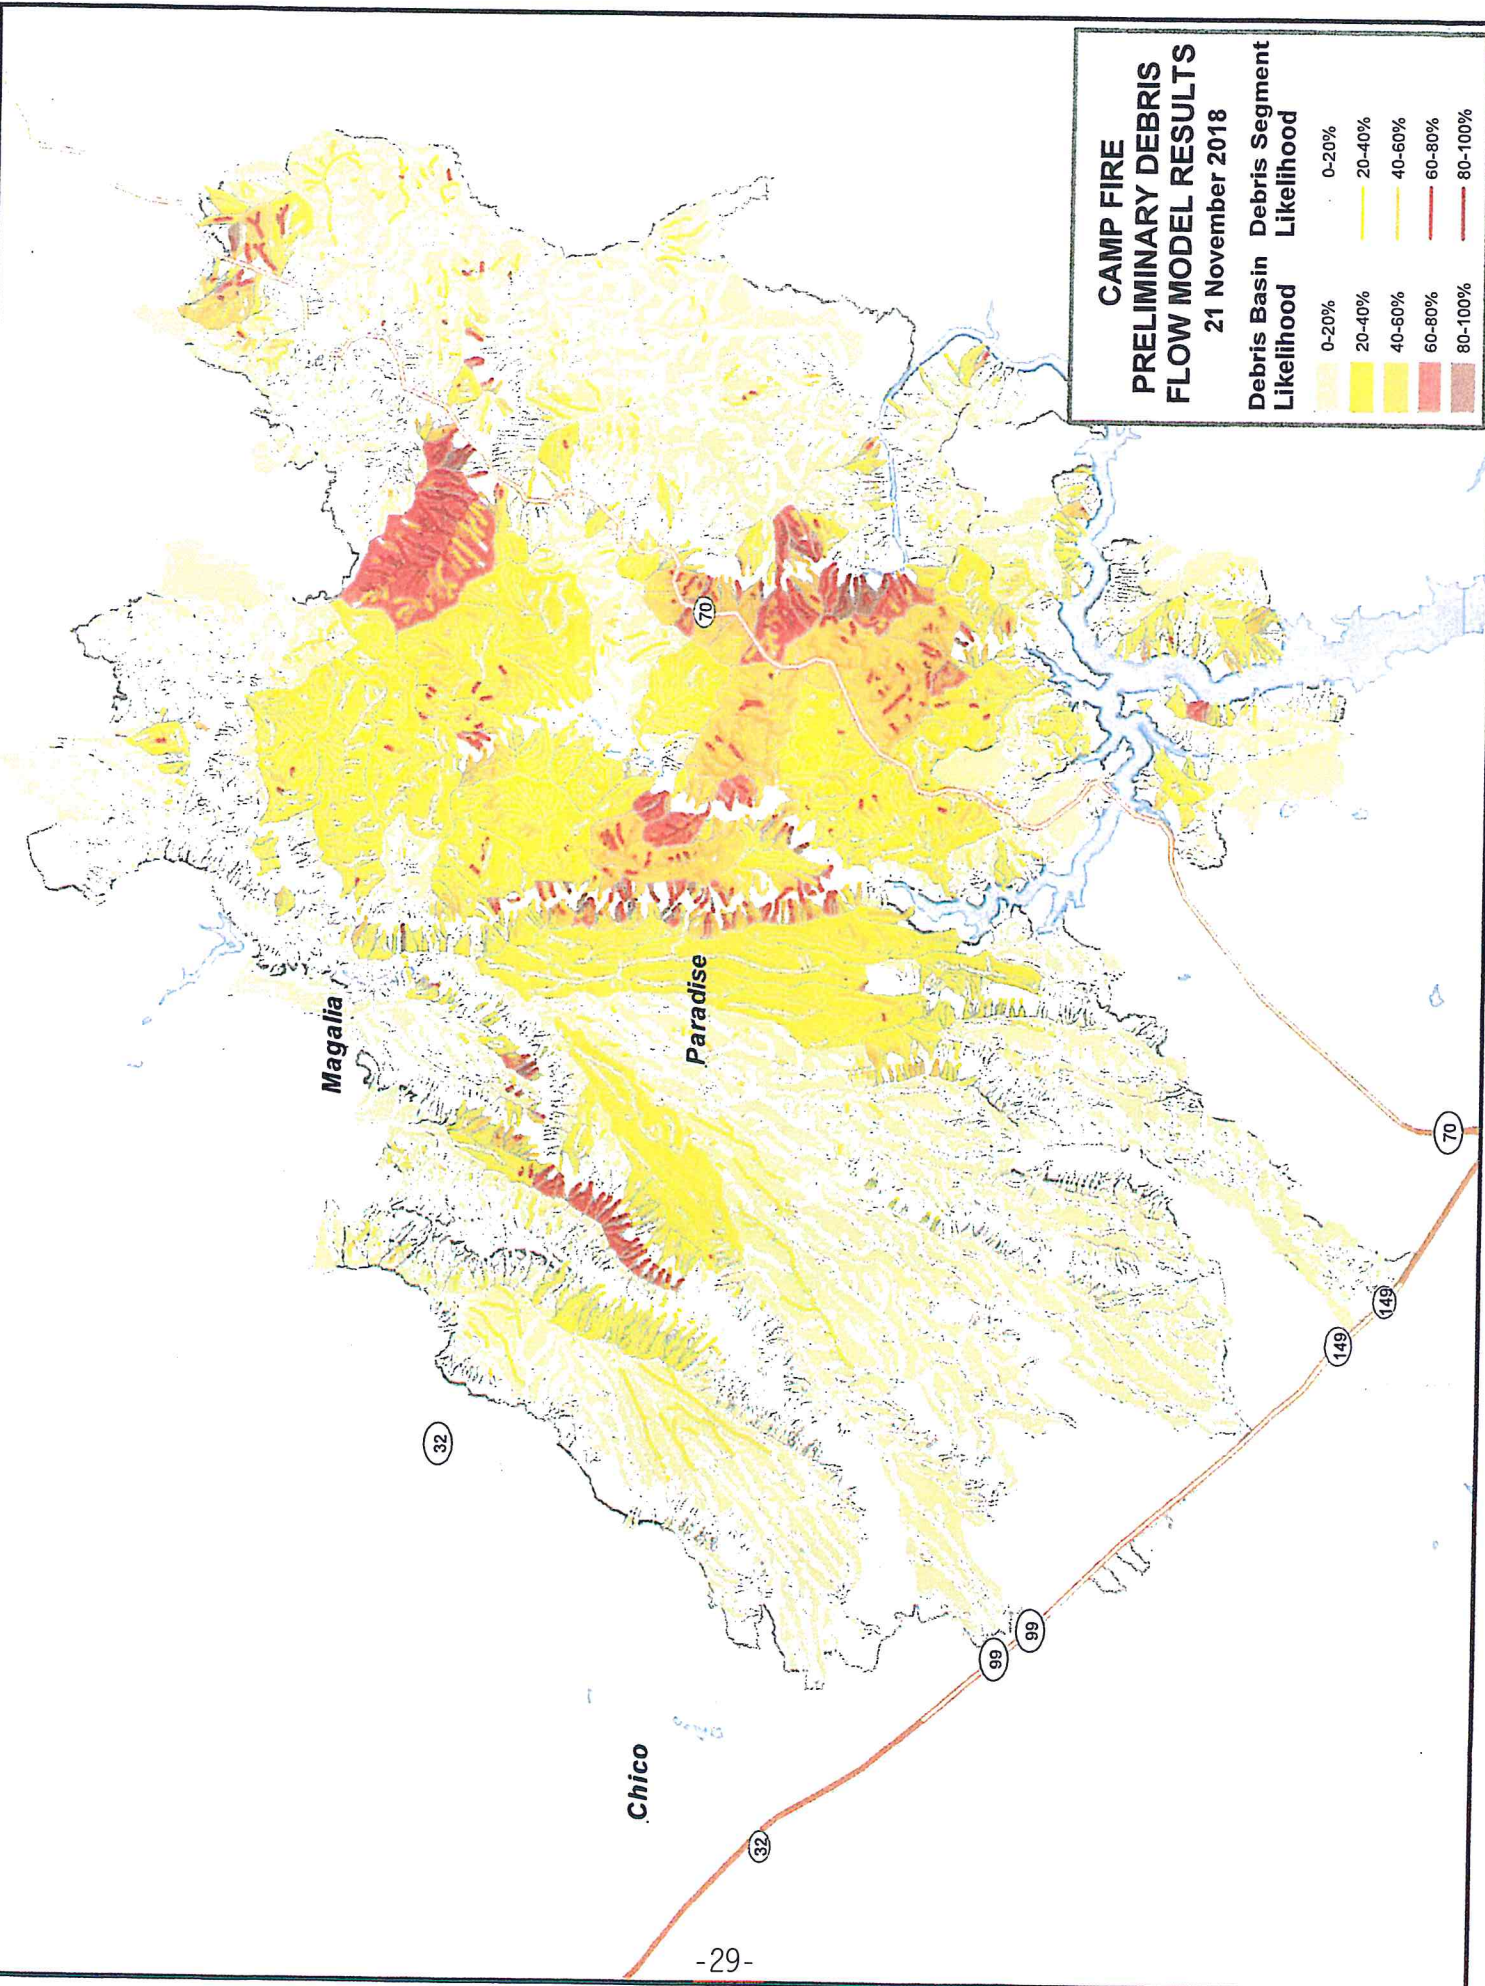 CAMP FIRE
PRELIMINARY DEBRIS
FLOW MODEL RESULTS
21 November 2018
Debris Basin Debris Segment
Likelihood Likelihood
0-20% 0-20%
20-40% 20-40%
40-60% 40-60%
60-80% 60-80%
80-100% 80-100%
Magalia
Paradise
Chico
32
32
70
70
99
99
149
149
-29-